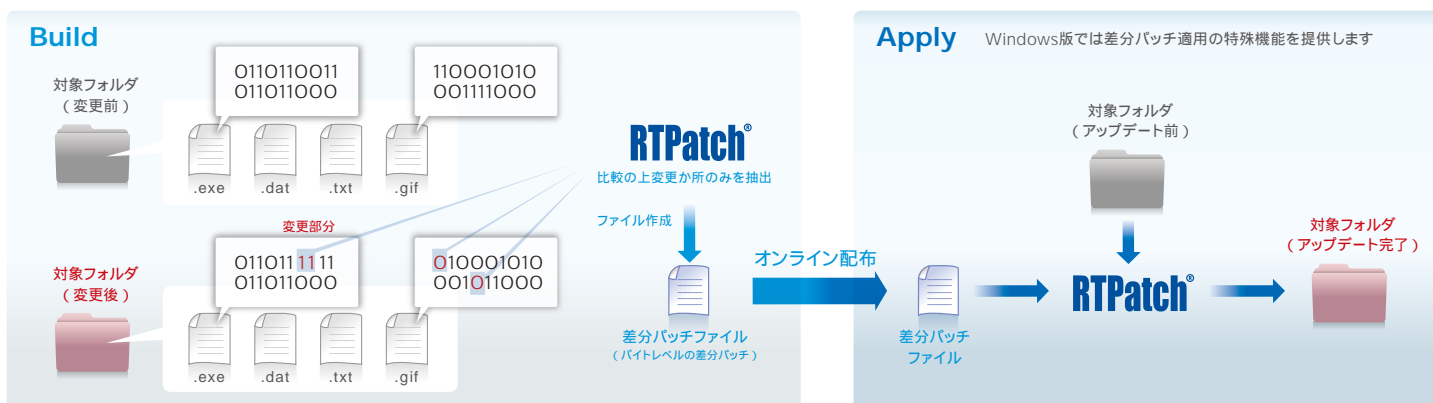 Build
対象フォルダ
(変更前)
0110110011
011011000
110001010
001111000
.exe
.dat
.txt
.gif
RTPatch®
比較の上変更か所のみを抽出
ファイル作成
変更部分
対象フォルダ
(変更後)
011011 11 11
011011000
010001010
001011000
.exe
.dat
.txt
.gif
差分パッチファイル
(バイトレベルの差分パッチ)
オンライン配布
Apply
Windows版では差分パッチ適用の特殊機能を提供します
対象フォルダ
(アップデート前)
差分パッチ
ファイル
RTPatch®
対象フォルダ
(アップデート完了)